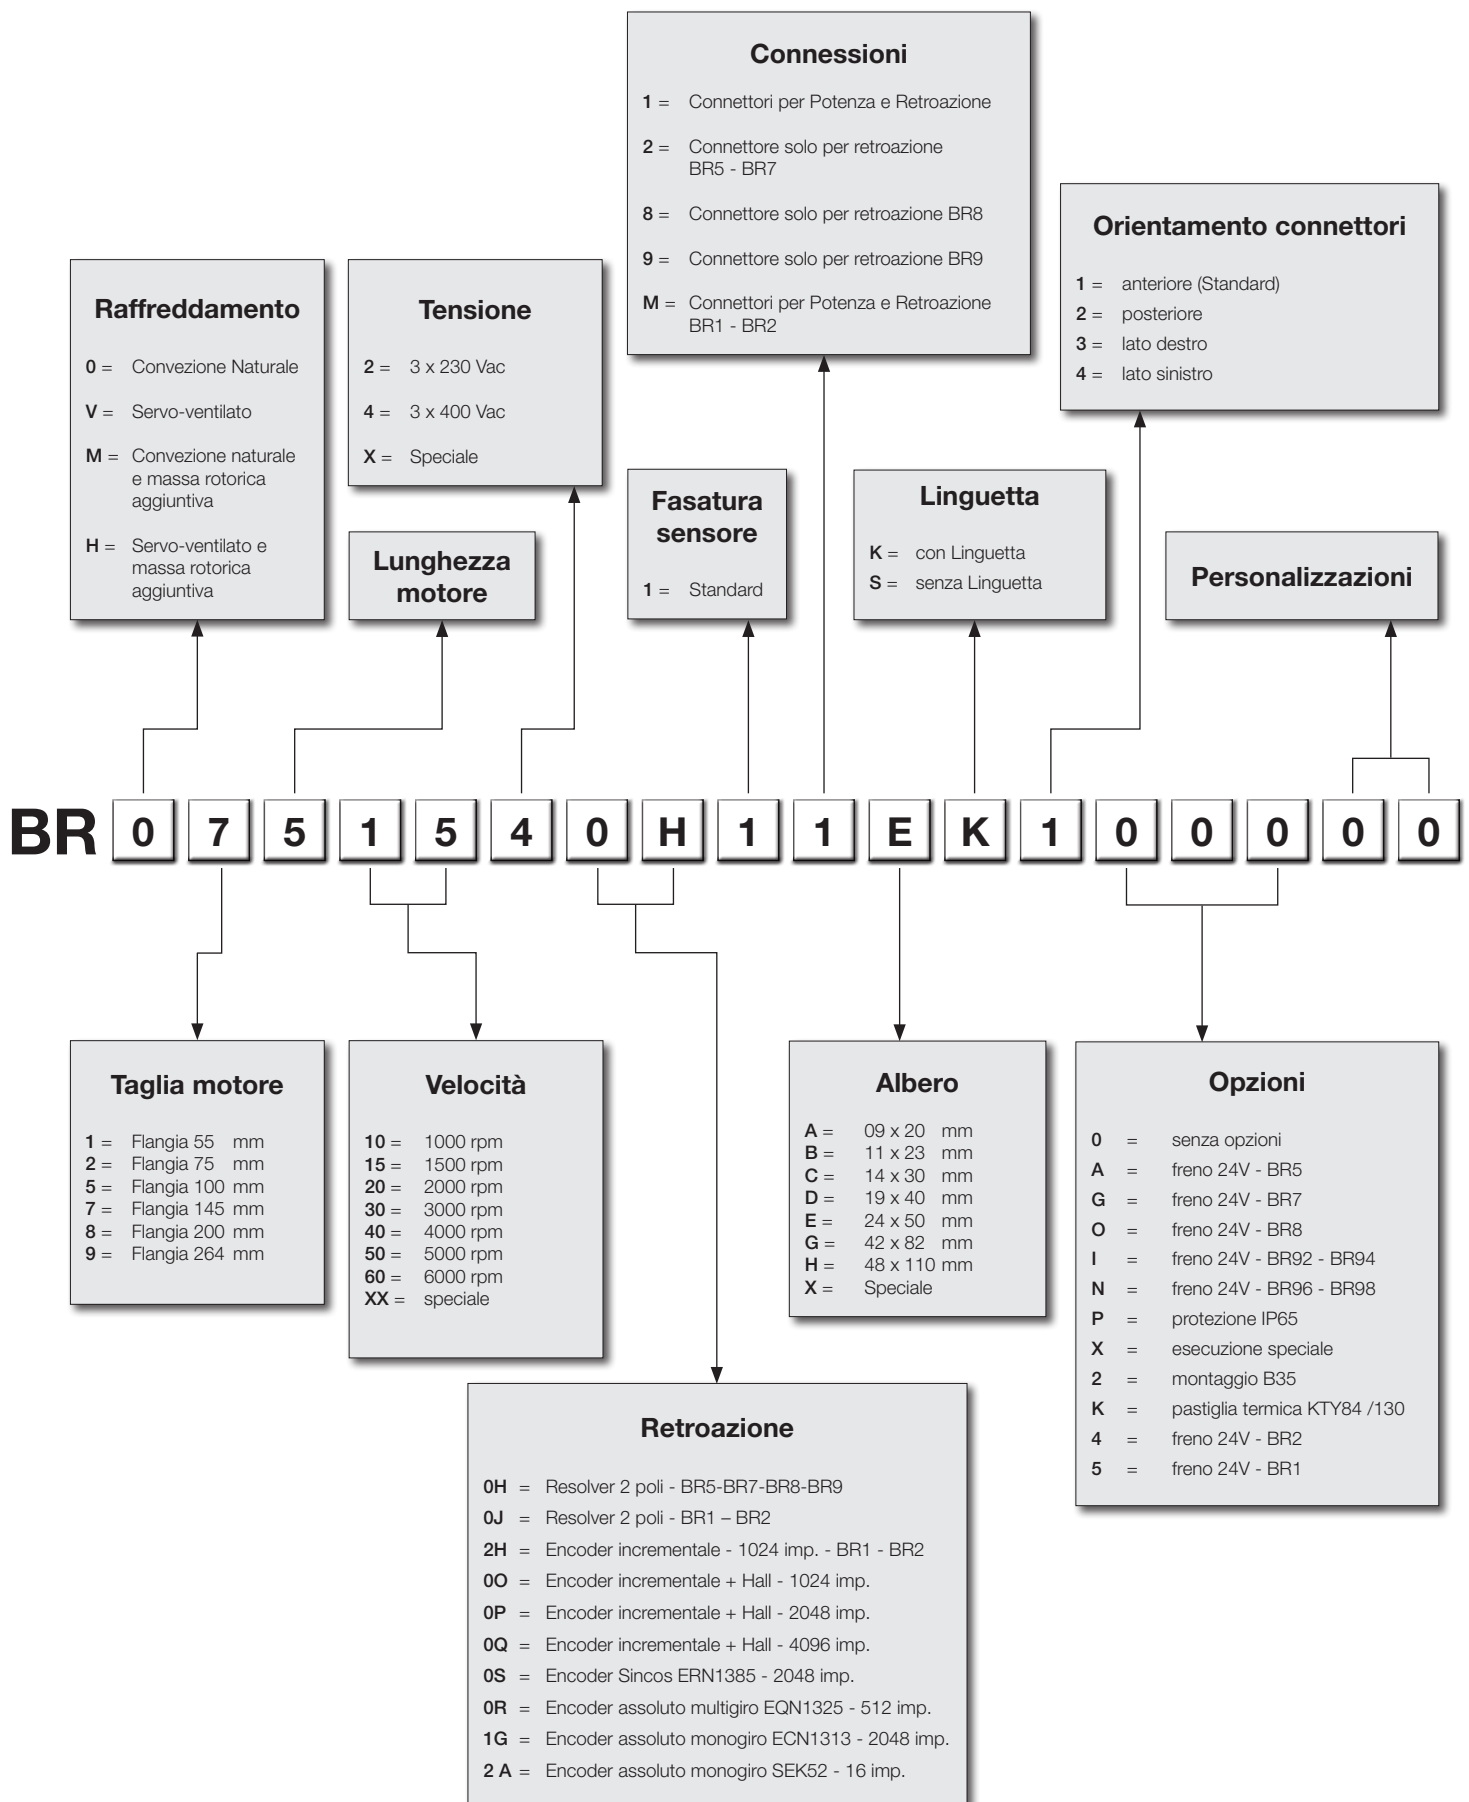 Connessioni
1 = Connettori per Potenza e Retroazione
2 = Connettore solo per retroazione
BR5 - BR7
8 = Connettore solo per retroazione BR8
9 = Connettore solo per retroazione BR9
M = Connettori per Potenza e Retroazione
BR1 - BR2
Orientamento connettori
1 = anteriore (Standard)
2 = posteriore
3 = lato destro
4 = lato sinistro
Raffreddamento
0 = Convezione Naturale
V = Servo-ventilato
M = Convezione naturale
e massa rotorica
aggiuntiva
H = Servo-ventilato e
massa rotorica
aggiuntiva
Tensione
2 = 3 x 230 Vac
4 = 3 x 400 Vac
X = Speciale
Lunghezza
motore
Fasatura
sensore
1 = Standard
Linguetta
K = con Linguetta
S = senza Linguetta
Personalizzazioni
BR 0 7 5 1 5 4 0 H 1 1 E K 1 0 0 0 0 0
Taglia motore
1 = Flangia 55 mm
2 = Flangia 75 mm
5 = Flangia 100 mm
7 = Flangia 145 mm
8 = Flangia 200 mm
9 = Flangia 264 mm
Velocità
10 = 1000 rpm
15 = 1500 rpm
20 = 2000 rpm
30 = 3000 rpm
40 = 4000 rpm
50 = 5000 rpm
60 = 6000 rpm
XX = speciale
Albero
A = 09 x 20 mm
B = 11 x 23 mm
C = 14 x 30 mm
D = 19 x 40 mm
E = 24 x 50 mm
G = 42 x 82 mm
H = 48 x 110 mm
X = Speciale
Opzioni
0 = senza opzioni
A = freno 24V - BR5
G = freno 24V - BR7
O = freno 24V - BR8
I = freno 24V - BR92 - BR94
N = freno 24V - BR96 - BR98
P = protezione IP65
X = esecuzione speciale
2 = montaggio B35
K = pastiglia termica KTY84 /130
4 = freno 24V - BR2
5 = freno 24V - BR1
Retroazione
0H = Resolver 2 poli - BR5-BR7-BR8-BR9
0J = Resolver 2 poli - BR1 – BR2
2H = Encoder incrementale - 1024 imp. - BR1 - BR2
0O = Encoder incrementale + Hall - 1024 imp.
0P = Encoder incrementale + Hall - 2048 imp.
0Q = Encoder incrementale + Hall - 4096 imp.
0S = Encoder Sincos ERN1385 - 2048 imp.
0R = Encoder assoluto multigiro EQN1325 - 512 imp.
1G = Encoder assoluto monogiro ECN1313 - 2048 imp.
2 A = Encoder assoluto monogiro SEK52 - 16 imp.